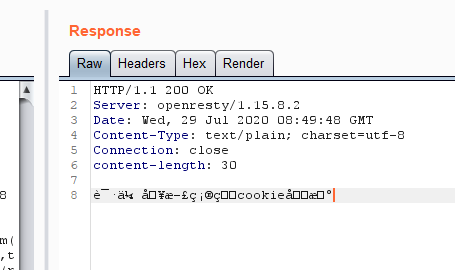 8
m(
,t
Response
Raw Headers Hex Render
1 HTTP/1.1 200 OK
2 Server: openresty/1.15.8.2
3 Date: Wed, 29 Jul 2020 08:49:48 GMT
4 Content-Type: text/plain; charset=utf-8
5 Connection: close
6 content-length: 30
7
8 è¯·ä¼ å□¥æ-£ç¡®ç□□cookieå□□æ□°